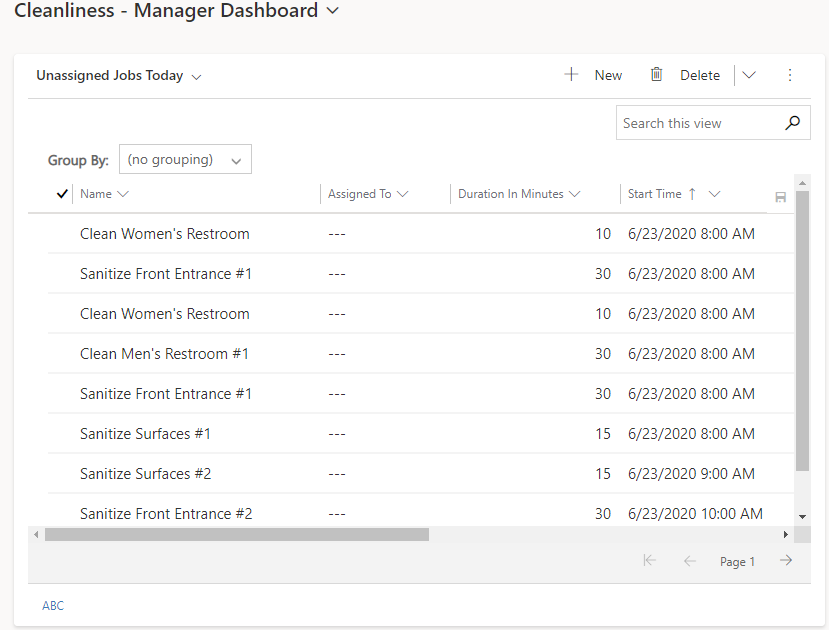 Cleanliness - Manager Dashboard
Unassigned Jobs Today
New Delete
Search this view
Group By: (no grouping)
Name Assigned To Duration In Minutes Start Time ↑
Clean Women's Restroom --- 10 6/23/2020 8:00 AM
Sanitize Front Entrance #1 --- 30 6/23/2020 8:00 AM
Clean Women's Restroom --- 10 6/23/2020 8:00 AM
Clean Men's Restroom #1 --- 30 6/23/2020 8:00 AM
Sanitize Front Entrance #1 --- 30 6/23/2020 8:00 AM
Sanitize Surfaces #1 --- 15 6/23/2020 8:00 AM
Sanitize Surfaces #2 --- 15 6/23/2020 9:00 AM
Sanitize Front Entrance #2 --- 30 6/23/2020 10:00 AM
Page 1
ABC